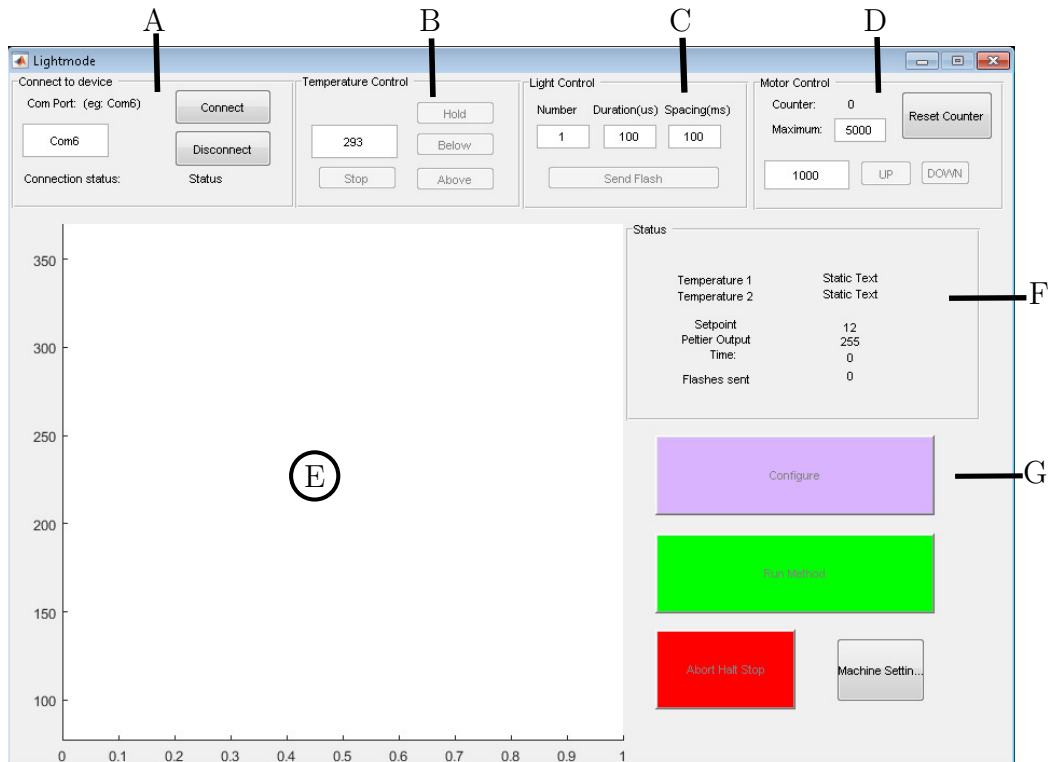 A B C D
Lightmode
Connect to device
Com Port: (eg: Com6)
Connect
Com6
Disconnect
Connection status: Status
Temperature Control
Hold
293
Below
Stop
Above
Light Control
Number Duration(us) Spacing(ms)
1 100 100
Send Flash
Motor Control
Counter: 0
Reset Counter
Maximum: 5000
1000 UP DOWN
350
300
250
200
150
100
0 0.1 0.2 0.3 0.4 0.5 0.6 0.7 0.8 0.9 1
E
Status
Temperature 1 Static Text
Temperature 2 Static Text
Setpoint 12
Peltier Output 255
Time: 0
Flashes sent 0
F
Configure
G
Run Method
Abort Halt Stop
Machine Settin...